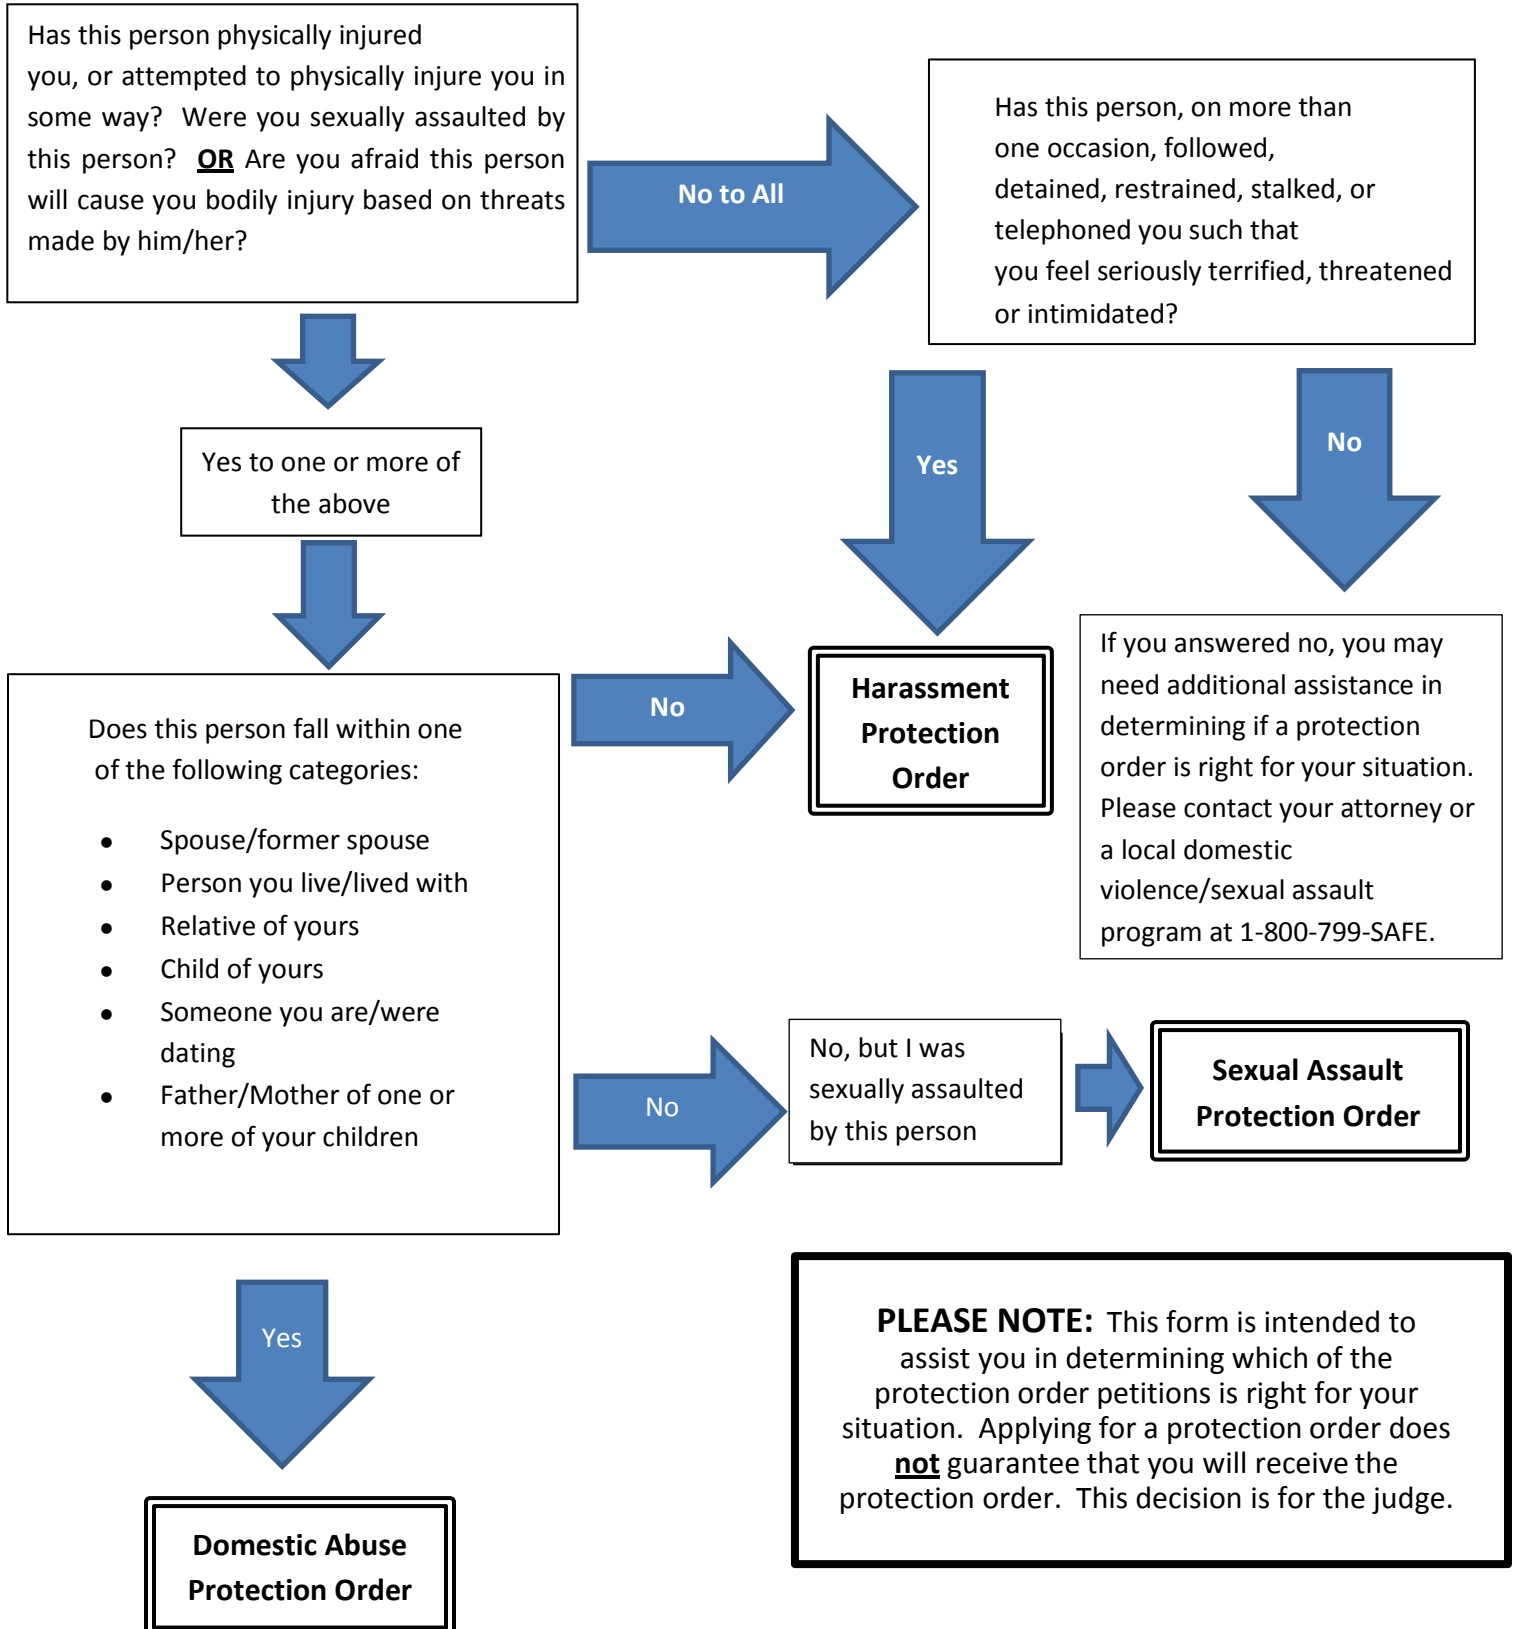 Has this person physically injured
you, or attempted to physically injure you in
some way?  Were you sexually assaulted by
this person?  OR Are you afraid this person
will cause you bodily injury based on threats
made by him/her?
No to All
Has this person, on more than
one occasion, followed,
detained, restrained, stalked, or
telephoned you such that
you feel seriously terrified, threatened
or intimidated?
Yes to one or more of
the above
Yes
No
Does this person fall within one
of the following categories:
● Spouse/former spouse
● Person you live/lived with
● Relative of yours
● Child of yours
● Someone you are/were
dating
● Father/Mother of one or
more of your children
No
Harassment
Protection
Order
If you answered no, you may
need additional assistance in
determining if a protection
order is right for your situation.
Please contact your attorney or
a local domestic
violence/sexual assault
program at 1-800-799-SAFE.
No
No, but I was
sexually assaulted
by this person
Sexual Assault
Protection Order
Yes
Domestic Abuse
Protection Order
PLEASE NOTE:  This form is intended to
assist you in determining which of the
protection order petitions is right for your
situation.  Applying for a protection order does
not guarantee that you will receive the
protection order.  This decision is for the judge.